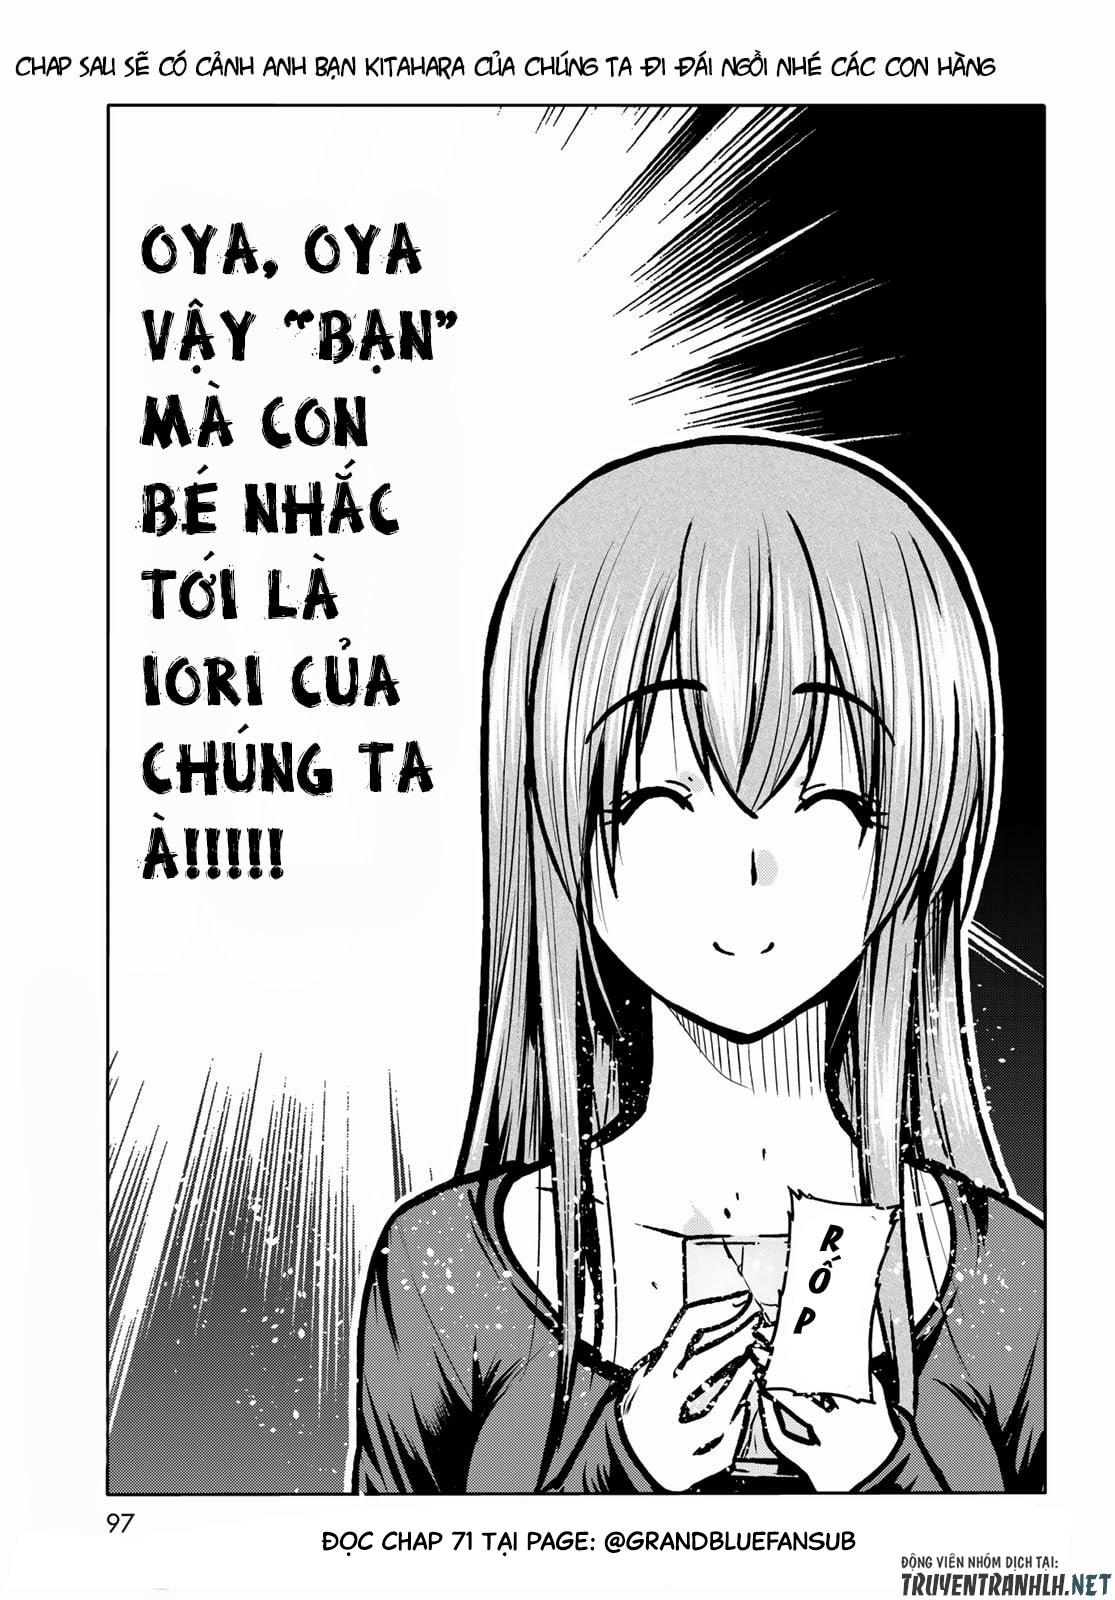 CHAP SAU SẼ CÓ CẢNH ANH BẠN KITAHARA CỦA CHÚNG TA ĐI ĐÁI NGỒI NHÉ CÁC CON HÀNG
OYA, OYA
VẬY “BẠN”
MÀ CON
BÉ NHẮC
TỚI LÀ
IORI CỦA
CHÚNG TA
À!!!!!
RỐP
97
ĐỌC CHAP 71 TẠI PAGE: @GRANDBLUEFANSUB
ĐỘNG VIÊN NHÓM DỊCH TẠI:
TRUYENTRANHLH.NET